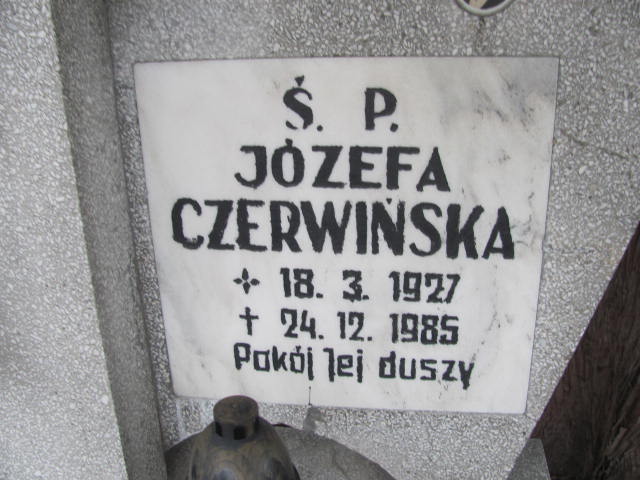 Ś. P.
JÓZEFA
CZERWIŃSKA
18. 3. 1927
† 24. 12. 1985
Pokój Jej duszy